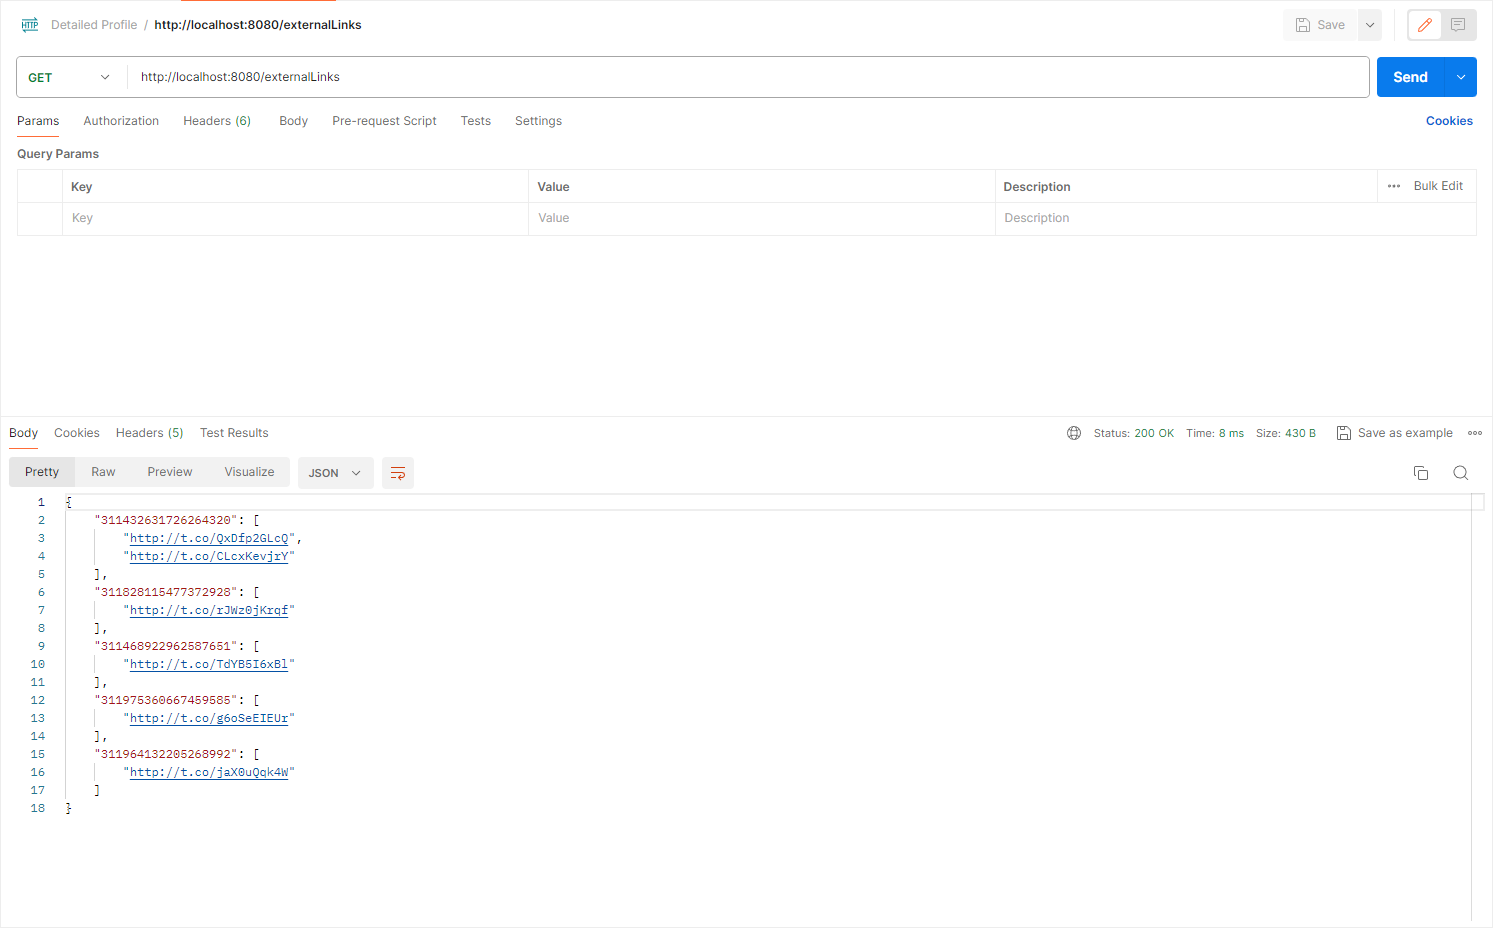 HTTP Detailed Profile / http://localhost:8080/externalLinks Save
GET http://localhost:8080/externalLinks Send
Params Authorization Headers (6) Body Pre-request Script Tests Settings Cookies
Query Params
Key Value Description ••• Bulk Edit
Key Value Description
Body Cookies Headers (5) Test Results Status: 200 OK Time: 8 ms Size: 430 B Save as example
Pretty Raw Preview Visualize JSON
1 {
2 "311432631726264320": [
3 "http://t.co/QxDfp2GLcQ",
4 "http://t.co/CLcxKevjrY"
5 ],
6 "311828115477372928": [
7 "http://t.co/rJWz0jKrqf"
8 ],
9 "311468922962587651": [
10 "http://t.co/TdYB5I6xBl"
11 ],
12 "311975360667459585": [
13 "http://t.co/g6oSeEIEUr"
14 ],
15 "311964132205268992": [
16 "http://t.co/jaX0uQqk4W"
17 ]
18 }